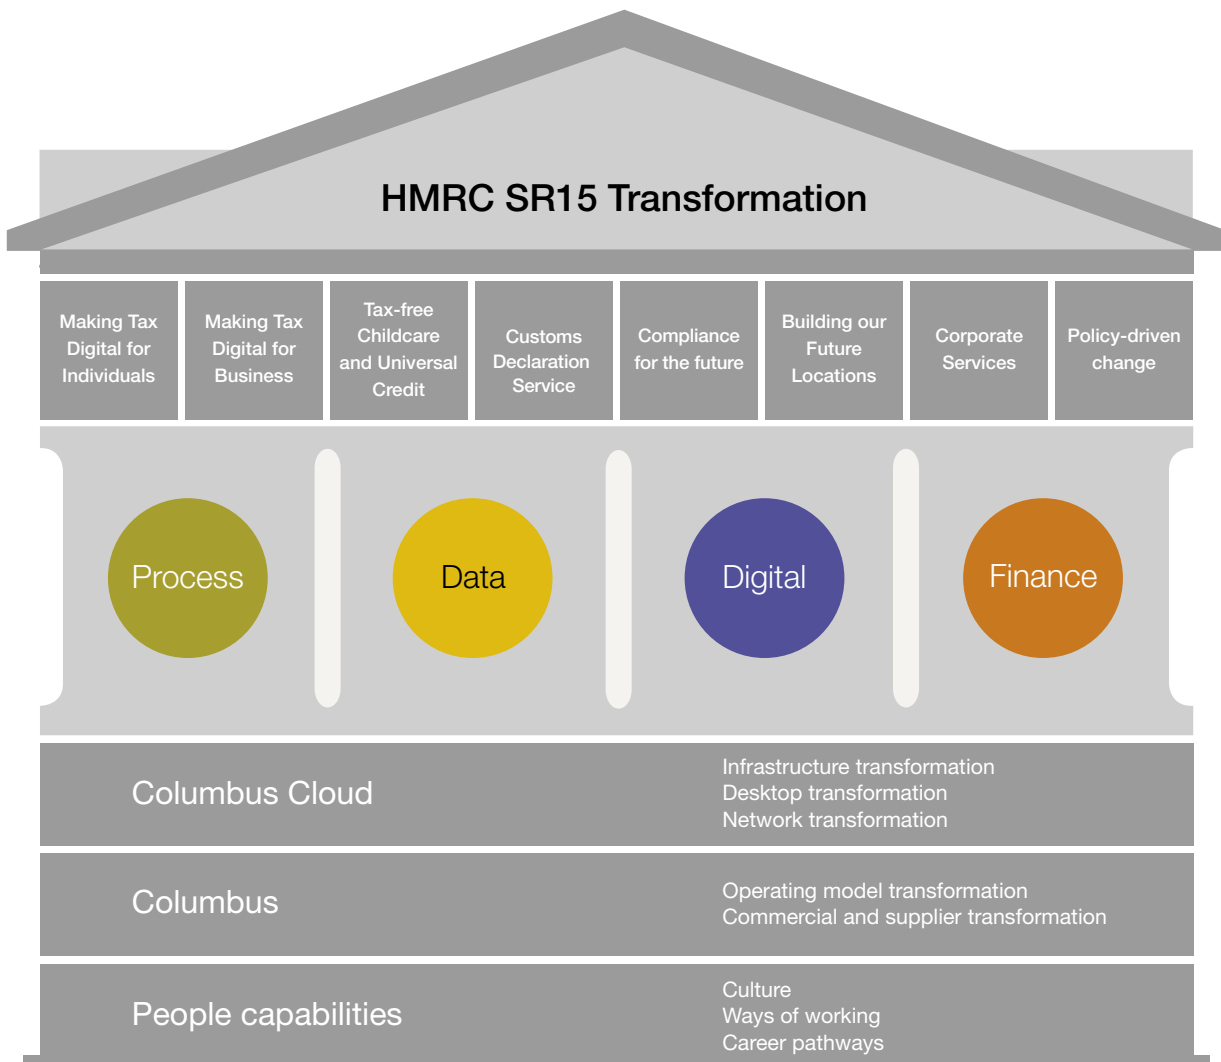 HMRC SR15 Transformation
Making Tax
Digital for
Individuals
Making Tax
Digital for
Business
Tax-free
Childcare
and Universal
Credit
Customs
Declaration
Service
Compliance
for the future
Building our
Future
Locations
Corporate
Services
Policy-driven
change
Process
Data
Digital
Finance
Columbus Cloud
Infrastructure transformation
Desktop transformation
Network transformation
Columbus
Operating model transformation
Commercial and supplier transformation
People capabilities
Culture
Ways of working
Career pathways